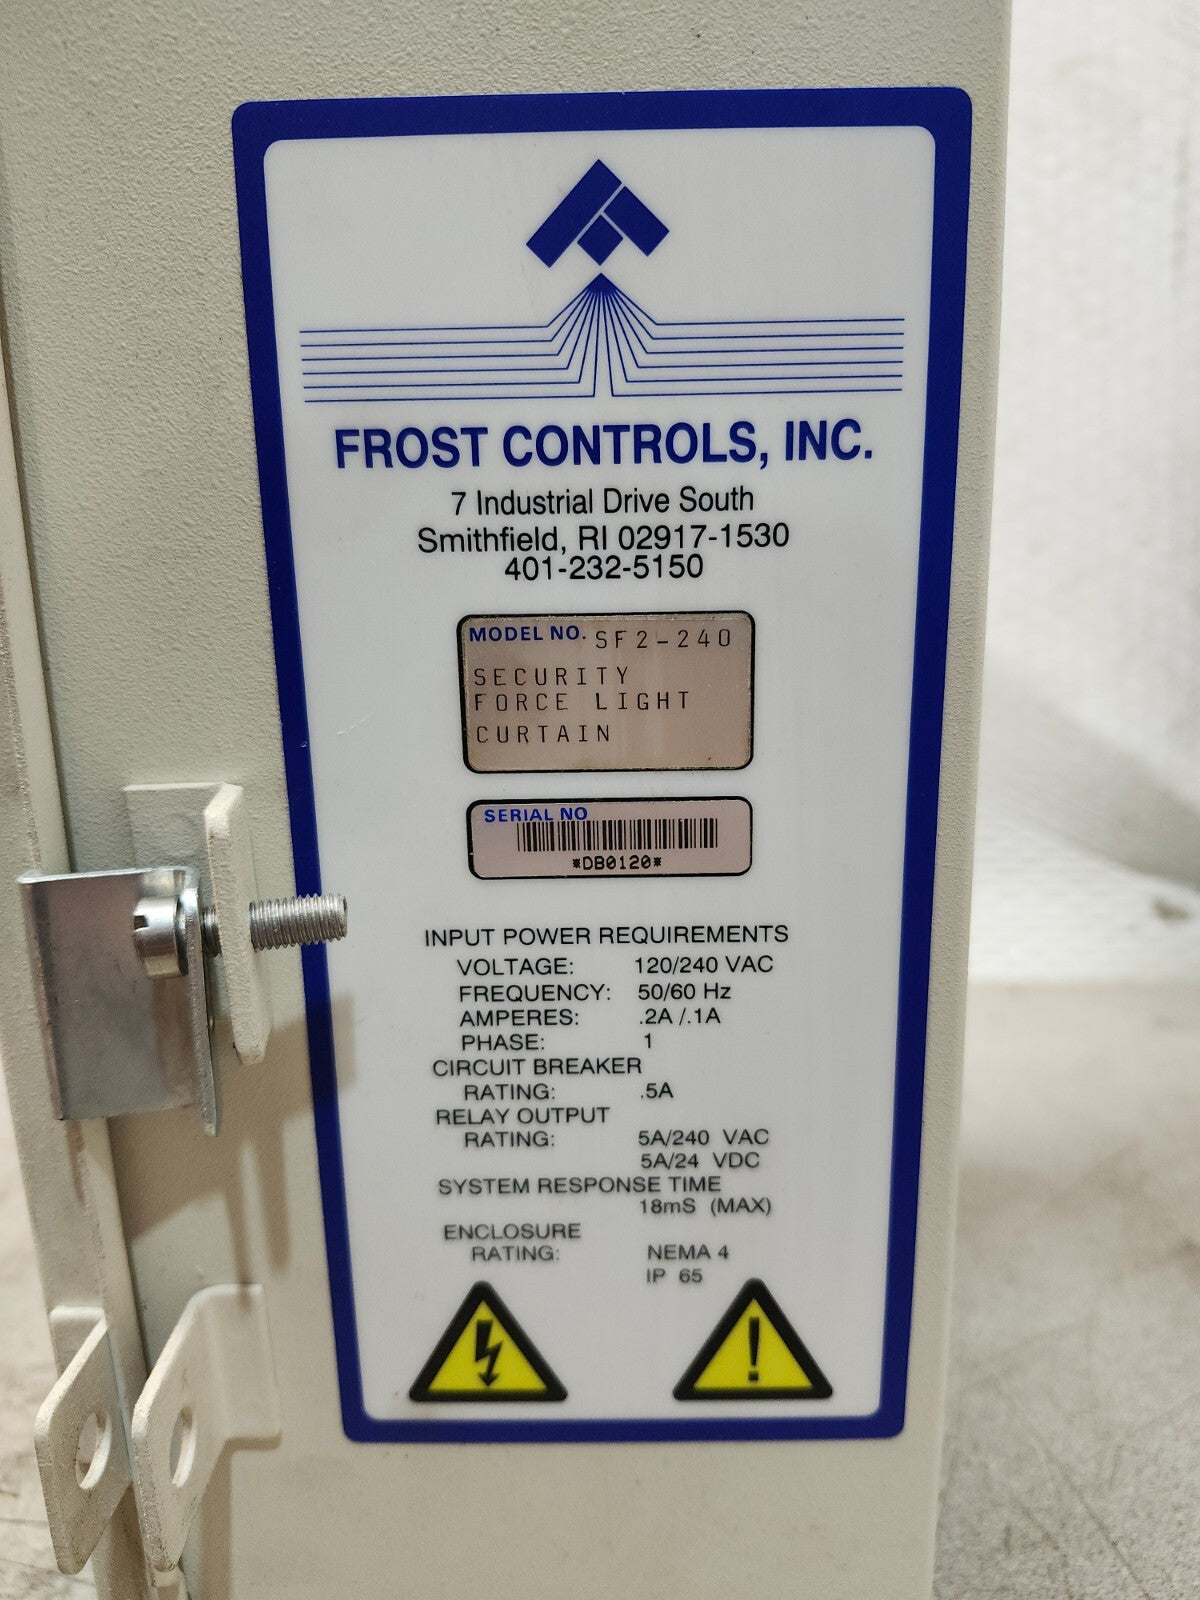 FROST CONTROLS, INC.
7 Industrial Drive South
Smithfield, RI 02917-1530
401-232-5150
MODEL NO. SF2-240
SECURITY
FORCE LIGHT
CURTAIN
SERIAL NO
*DB0120*
INPUT POWER REQUIREMENTS
VOLTAGE: 120/240 VAC
FREQUENCY: 50/60 Hz
AMPERES: .2A /.1A
PHASE: 1
CIRCUIT BREAKER
RATING: .5A
RELAY OUTPUT
RATING: 5A/240 VAC
5A/24 VDC
SYSTEM RESPONSE TIME
18mS (MAX)
ENCLOSURE
RATING: NEMA 4
IP 65